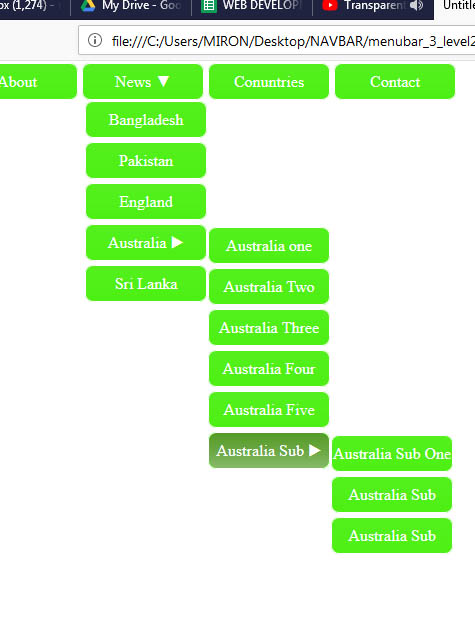 ox (1,274) -
My Drive - Goo
WEB DEVELOP
Transparent
Untitle
file:///C:/Users/MIRON/Desktop/NAVBAR/menubar_3_level2
About
News ▼
Conuntries
Contact
Bangladesh
Pakistan
England
Australia ▶
Australia one
Sri Lanka
Australia Two
Australia Three
Australia Four
Australia Five
Australia Sub ▶
Australia Sub One
Australia Sub
Australia Sub